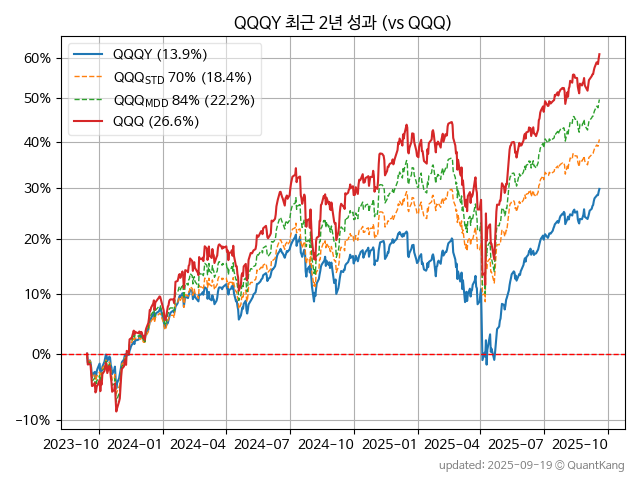 QQQY 최근 2년 성과 (vs QQQ)
60%
50%
40%
30%
20%
10%
0%
−10%
QQQY (13.9%)
QQQSTD 70% (18.4%)
QQQMDD 84% (22.2%)
QQQ (26.6%)
2023-10 2024-01 2024-04 2024-07 2024-10 2025-01 2025-04 2025-07 2025-10
updated: 2025-09-19 © QuantKang